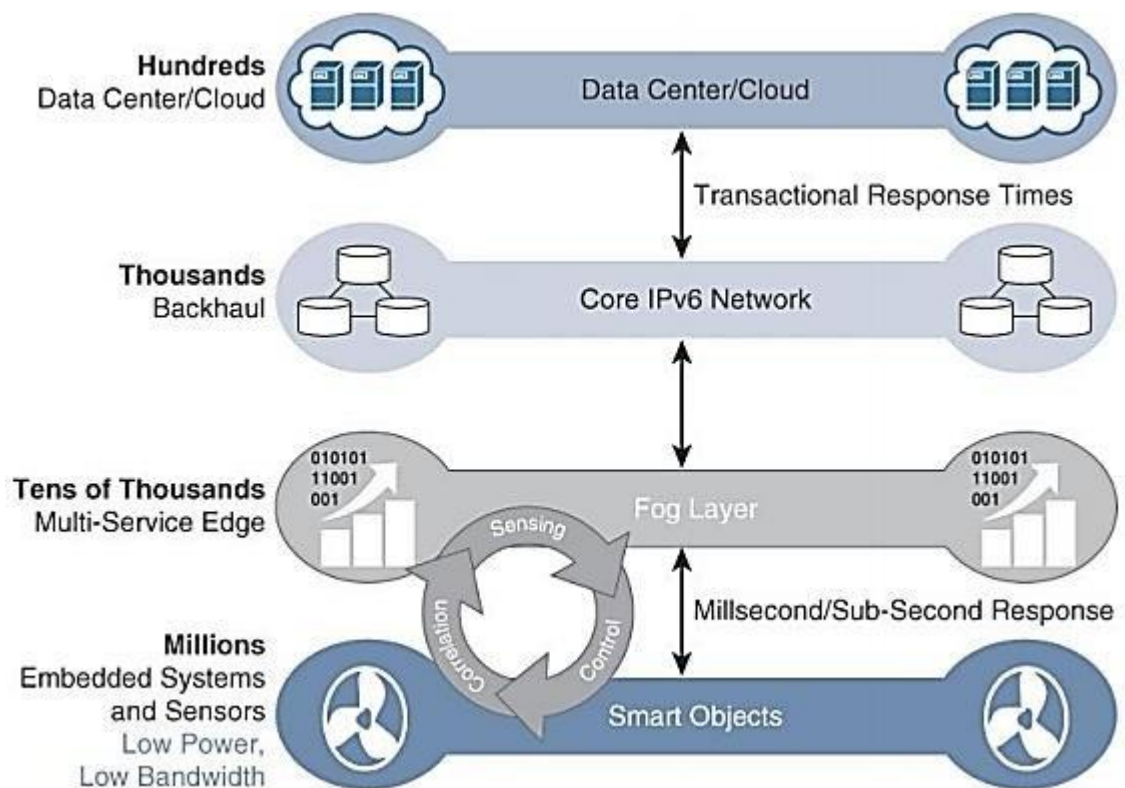 Hundreds
Data Center/Cloud
Data Center/Cloud
Transactional Response Times
Thousands
Backhaul
Core IPv6 Network
010101
11001
001
010101
11001
001
Tens of Thousands
Multi-Service Edge
Fog Layer
Sensing
Control
Correlation
Millsecond/Sub-Second Response
Millions
Embedded Systems
and Sensors
Low Power,
Low Bandwidth
Smart Objects